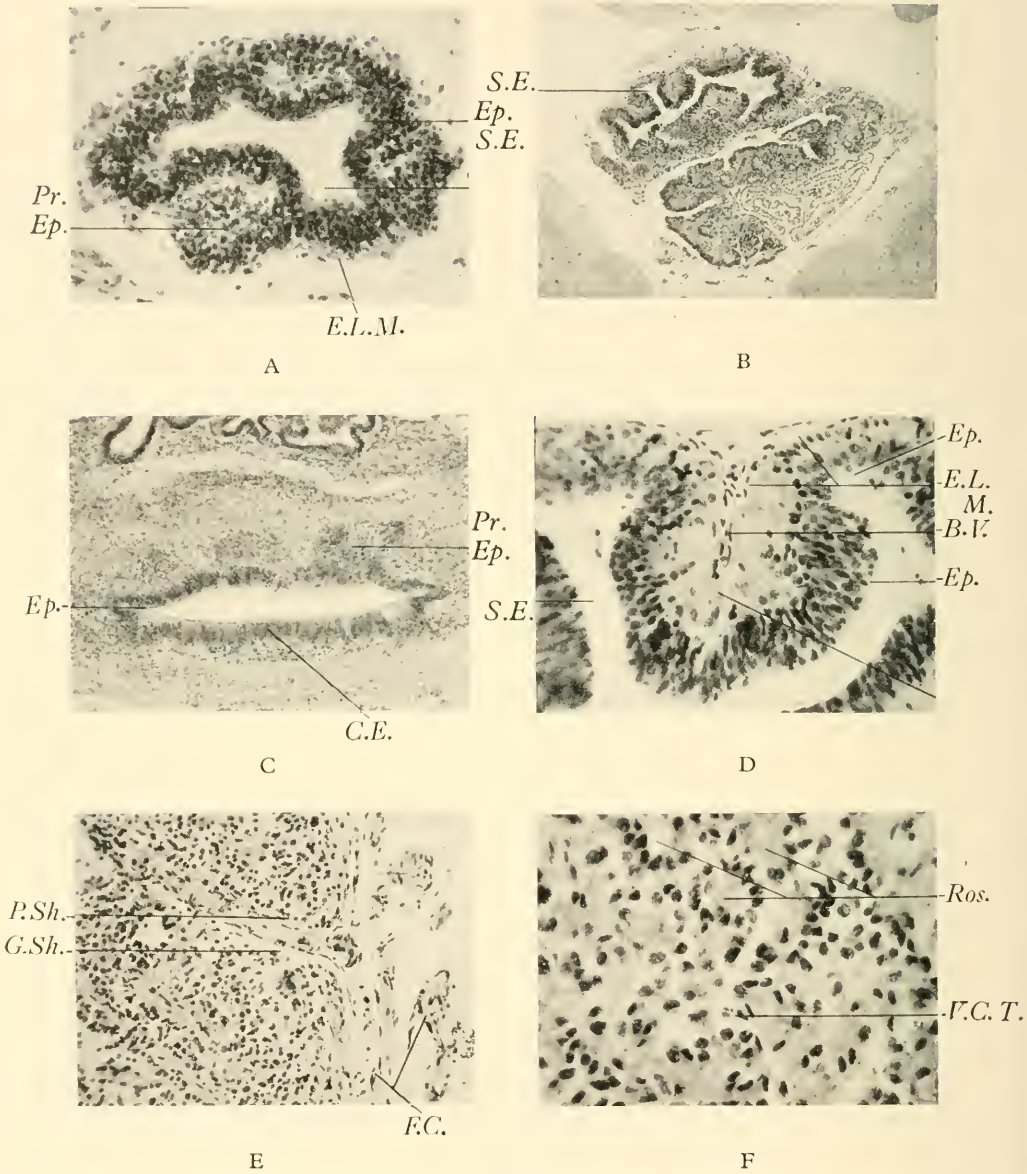 S.E.
Ep.
S.E.
Pr.
Ep.
E.L.M.
A
B
Pr.
Ep.
Ep.
C.E.
C
Ep.
E.L.
M.
B.V.
Ep.
S.E.
D
P.Sh.
G.Sh.
F.C.
E
Ros.
V.C.T.
F